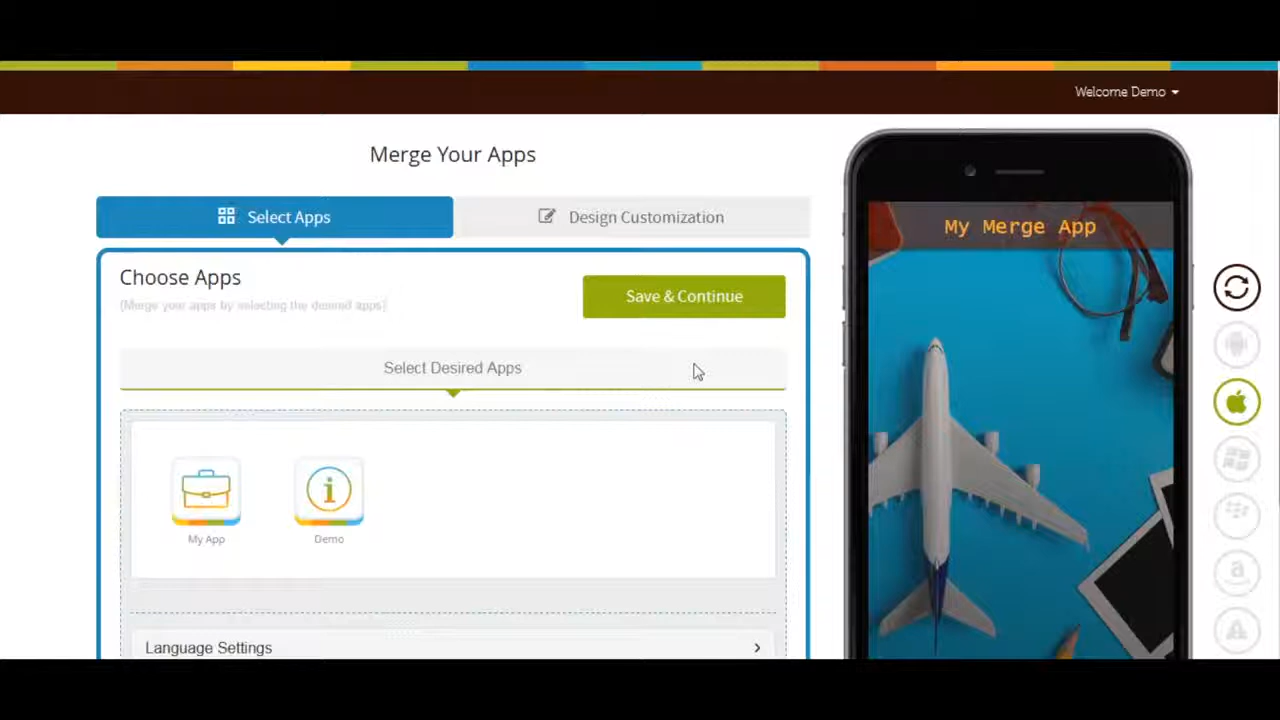 Welcome Demo
Merge Your Apps
Select Apps
Design Customization
My Merge App
Choose Apps
(Merge your apps by selecting the desired apps)
Save & Continue
Select Desired Apps
My App
Demo
Language Settings